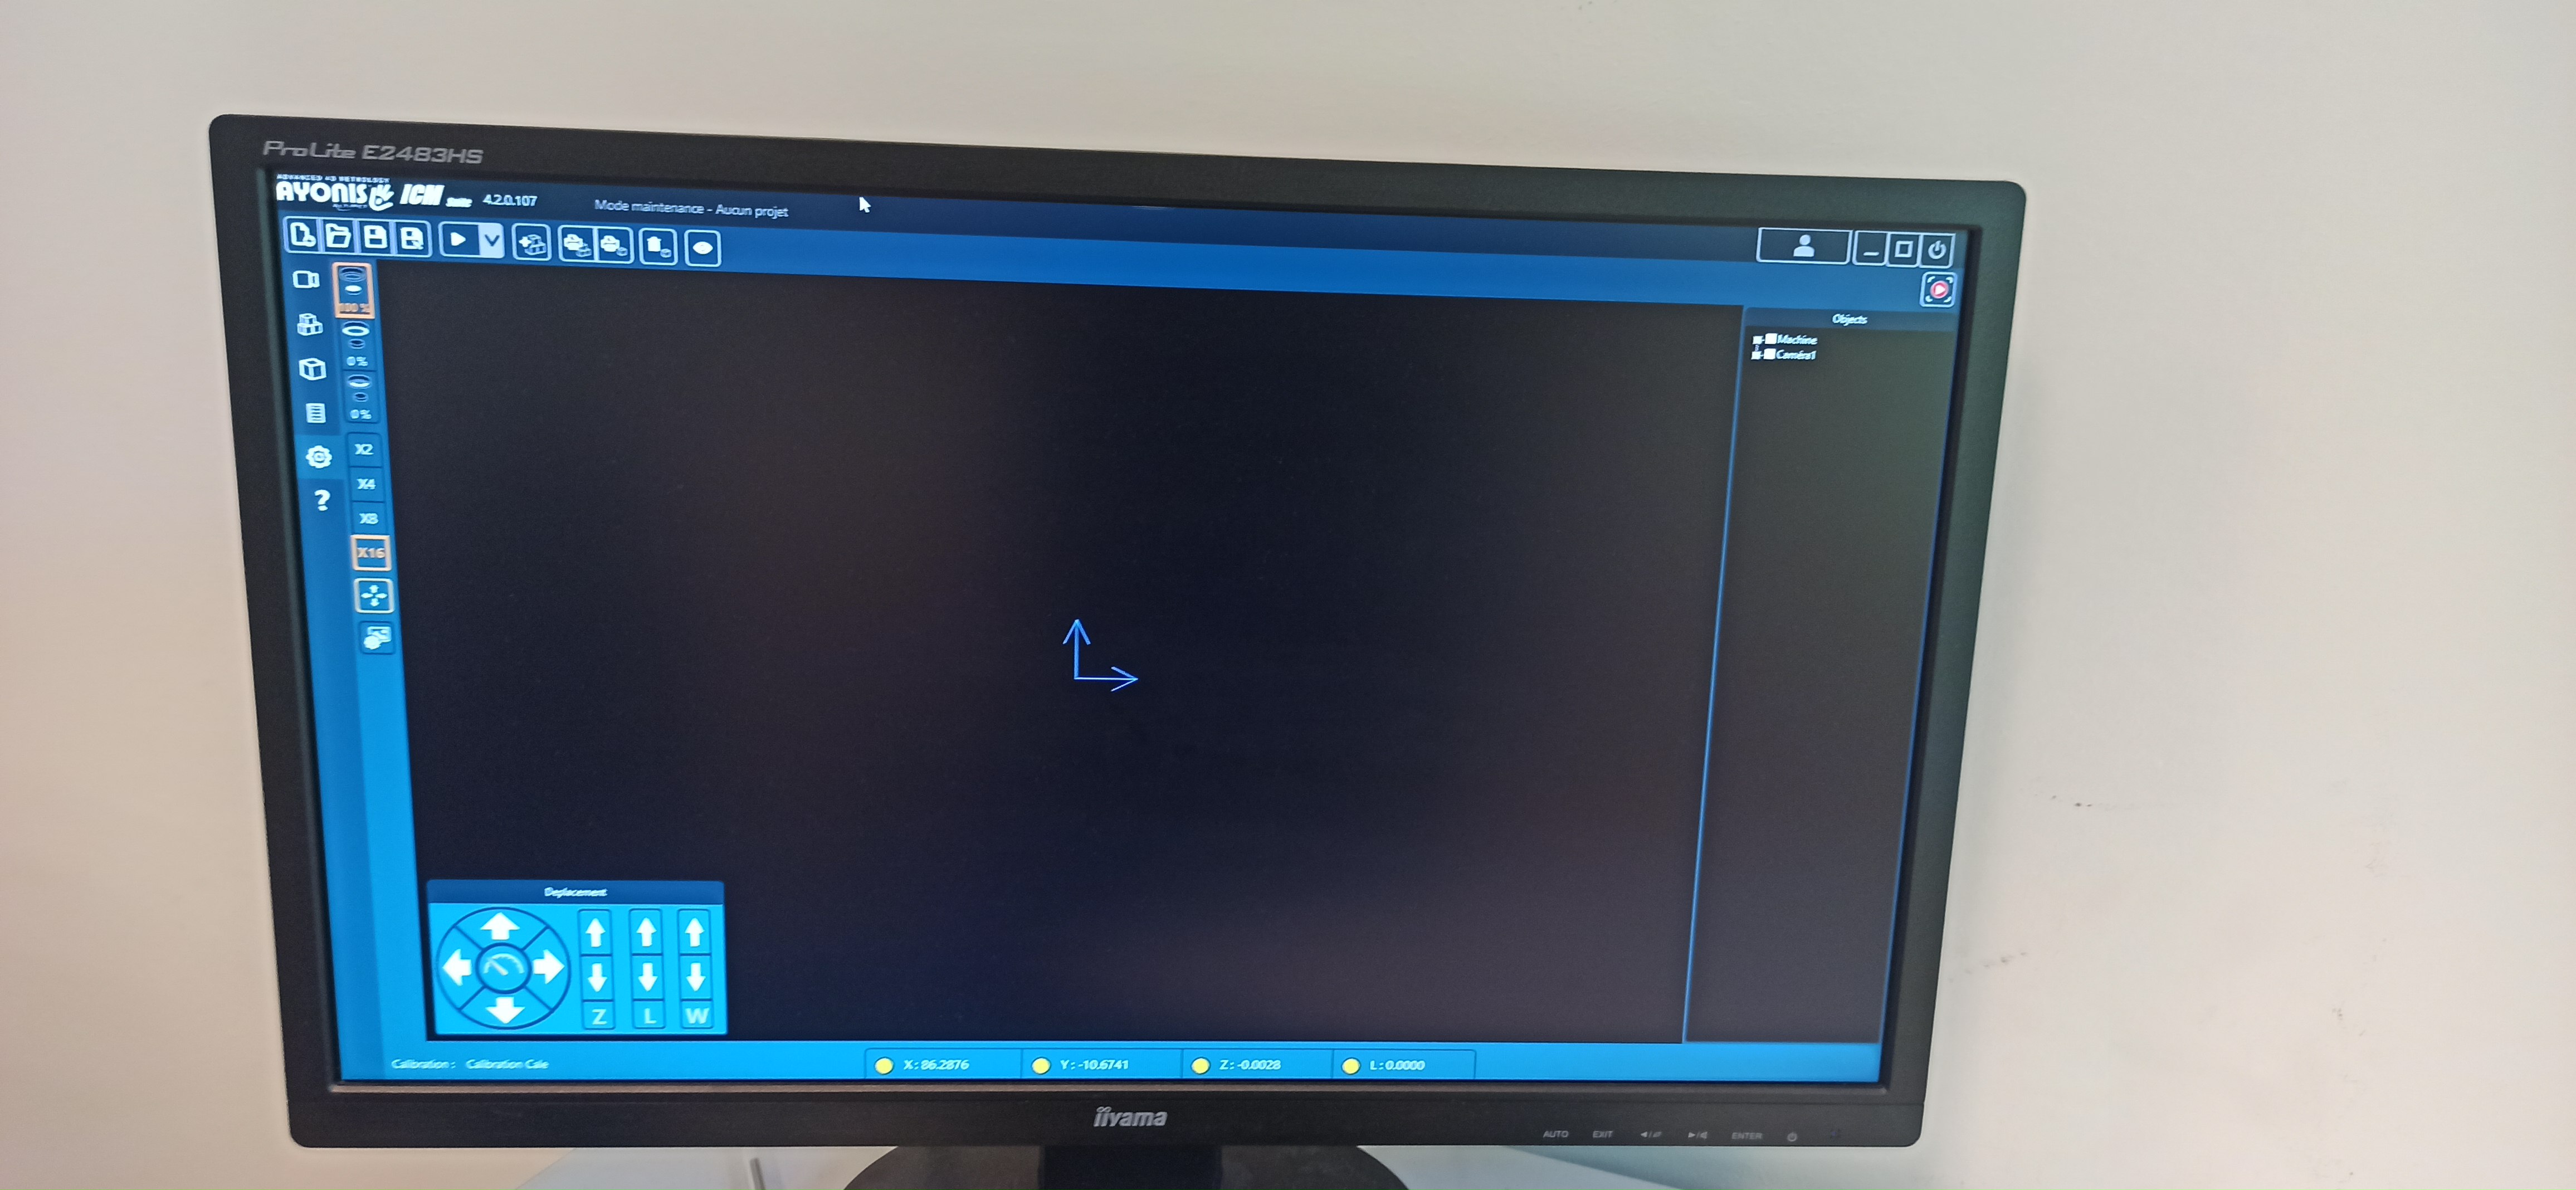 ProLite E2483HS
ADVANCED 3D METROLOGY
AYONIS ICM Suite 4.2.0.107
Mode maintenance - Aucun projet
100 %
0%
0%
X2
X4
X8
X16
?
Objects
Machine
Caméra1
Deplacement
Z L W
Calibration : Calibration Cale
X : 86.2876 Y : -10.6741 Z : -0.0028 L : 0.0000
iiyama
AUTO EXIT ENTER